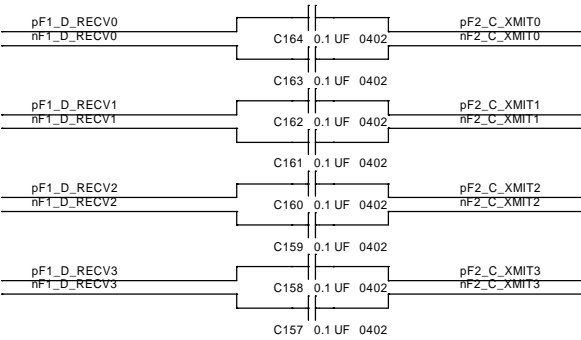 pF1_D_RECV0 pF2_C_XMIT0
nF1_D_RECV0 nF2_C_XMIT0
C164 0.1 UF 0402
C163 0.1 UF 0402
pF1_D_RECV1 pF2_C_XMIT1
nF1_D_RECV1 nF2_C_XMIT1
C162 0.1 UF 0402
C161 0.1 UF 0402
pF1_D_RECV2 pF2_C_XMIT2
nF1_D_RECV2 nF2_C_XMIT2
C160 0.1 UF 0402
C159 0.1 UF 0402
pF1_D_RECV3 pF2_C_XMIT3
nF1_D_RECV3 nF2_C_XMIT3
C158 0.1 UF 0402
C157 0.1 UF 0402